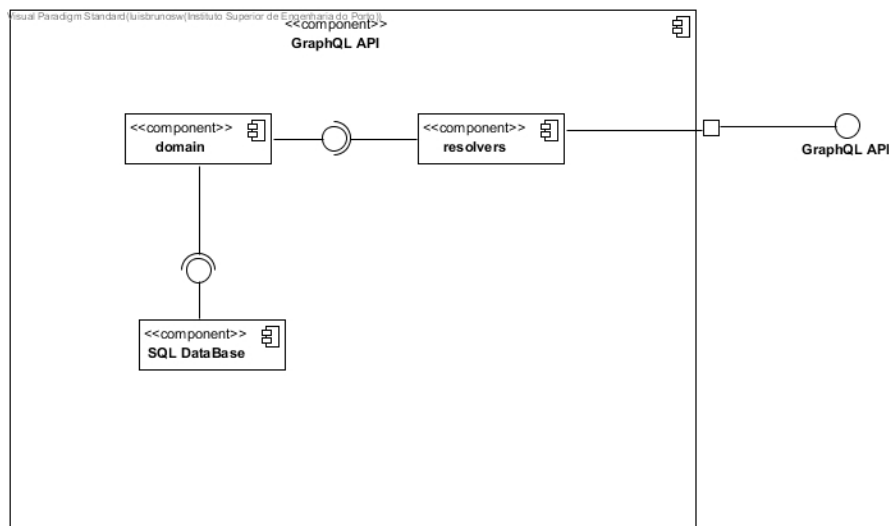 Visual Paradigm Standard(luisbrunosw(Instituto Superior de Engenharia do Porto))
<<component>>
GraphQL API
<<component>>
domain
<<component>>
resolvers
GraphQL API
<<component>>
SQL DataBase